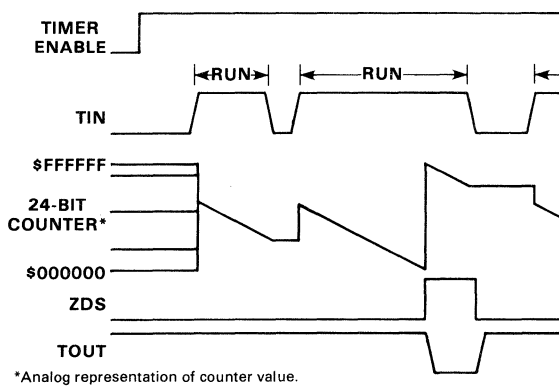 TIMER
ENABLE
RUN
RUN
TIN
$FFFFFF
24-BIT
COUNTER*
$000000
ZDS
TOUT
*Analog representation of counter value.